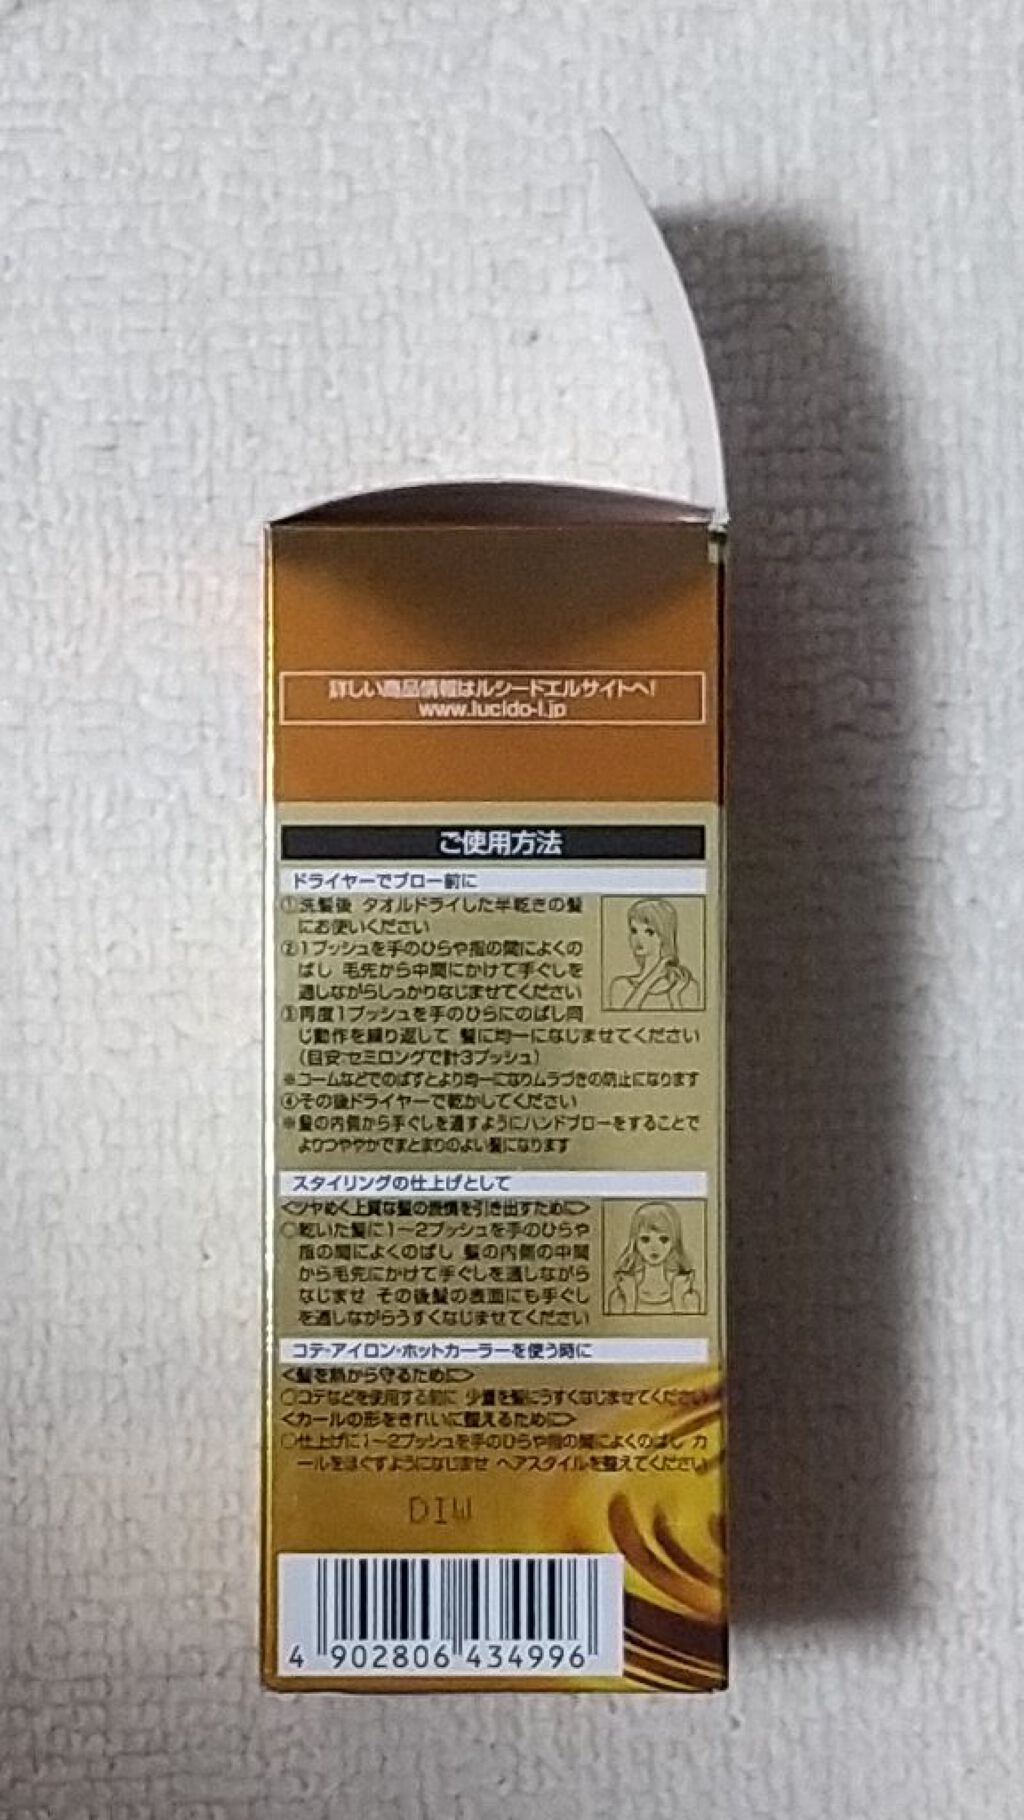 詳しい商品情報はルシードエルサイトへ!
www.lucido-l.jp
ご使用方法
ドライヤーでブロー前に
①洗髪後 タオルドライした半乾きの髪
にお使いください
②1プッシュを手のひらや指の間によくの
ばし 毛先から中間にかけて手ぐしを
通しながらしっかりなじませてください
③再度1プッシュを手のひらにのばし同
じ動作を繰り返して 髪に均一になじませてください
(目安:セミロングで計3プッシュ)
※コームなどでのばすとより均一になりムラづきの防止になります
④その後ドライヤーで乾かしてください
※髪の内側から手ぐしを通すようにハンドブローをすることで
よりつややかでまとまりのよい髪になります
スタイリングの仕上げとして
<ツヤめく上質な髪の表情を引き出すために>
○乾いた髪に1〜2プッシュを手のひらや
指の間によくのばし 髪の内側の中間
から毛先にかけて手ぐしを通しながら
なじませ その後髪の表面にも手ぐし
を通しながらうすくなじませてください
コテ・アイロン・ホットカーラーを使う時に
<髪を熱から守るために>
○コテなどを使用する前に 少量を髪にうすくなじませてください
<カールの形をきれいに整えるために>
○仕上げに1〜2プッシュを手のひらや指の間によくのばし カ
ールをほぐすようになじませ ヘアスタイルを整えてください
DIW
4 902806 434996